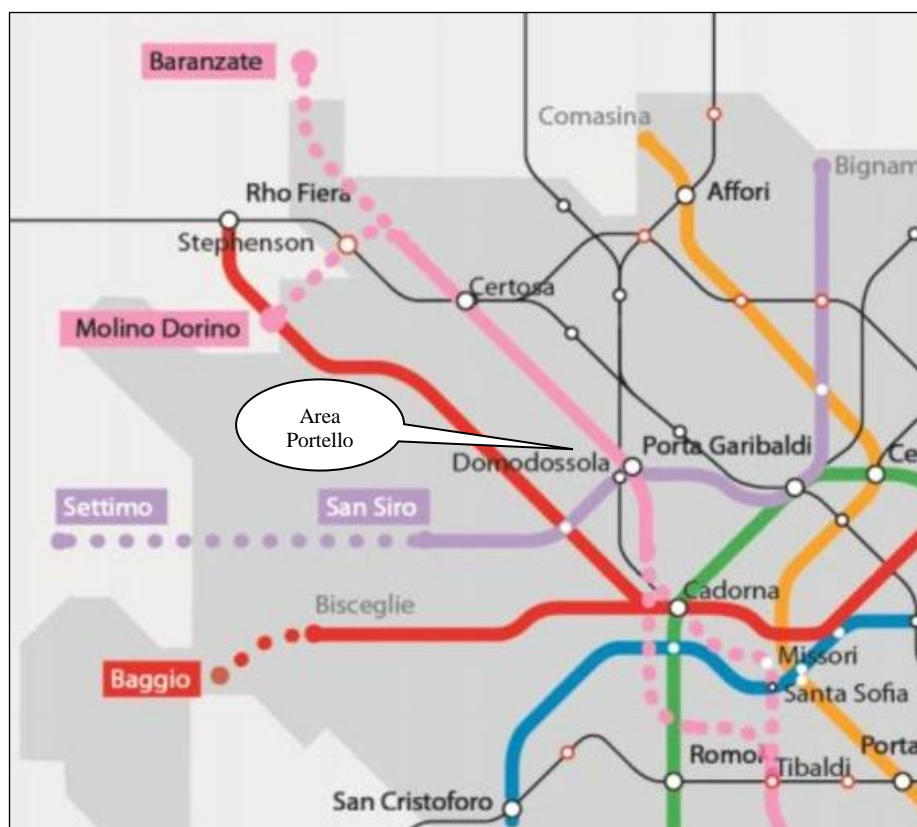 Baranzate
Comasina
Bignam
Rho Fiera
Affori
Stephenson
Certosa
Molino Dorino
Area
Portello
Porta Garibaldi
Ce
Domodossola
Settimo
San Siro
Bisceglie
Cadorna
Missori
Baggio
Santa Sofia
Romol
Porta
Tibaldi
San Cristoforo